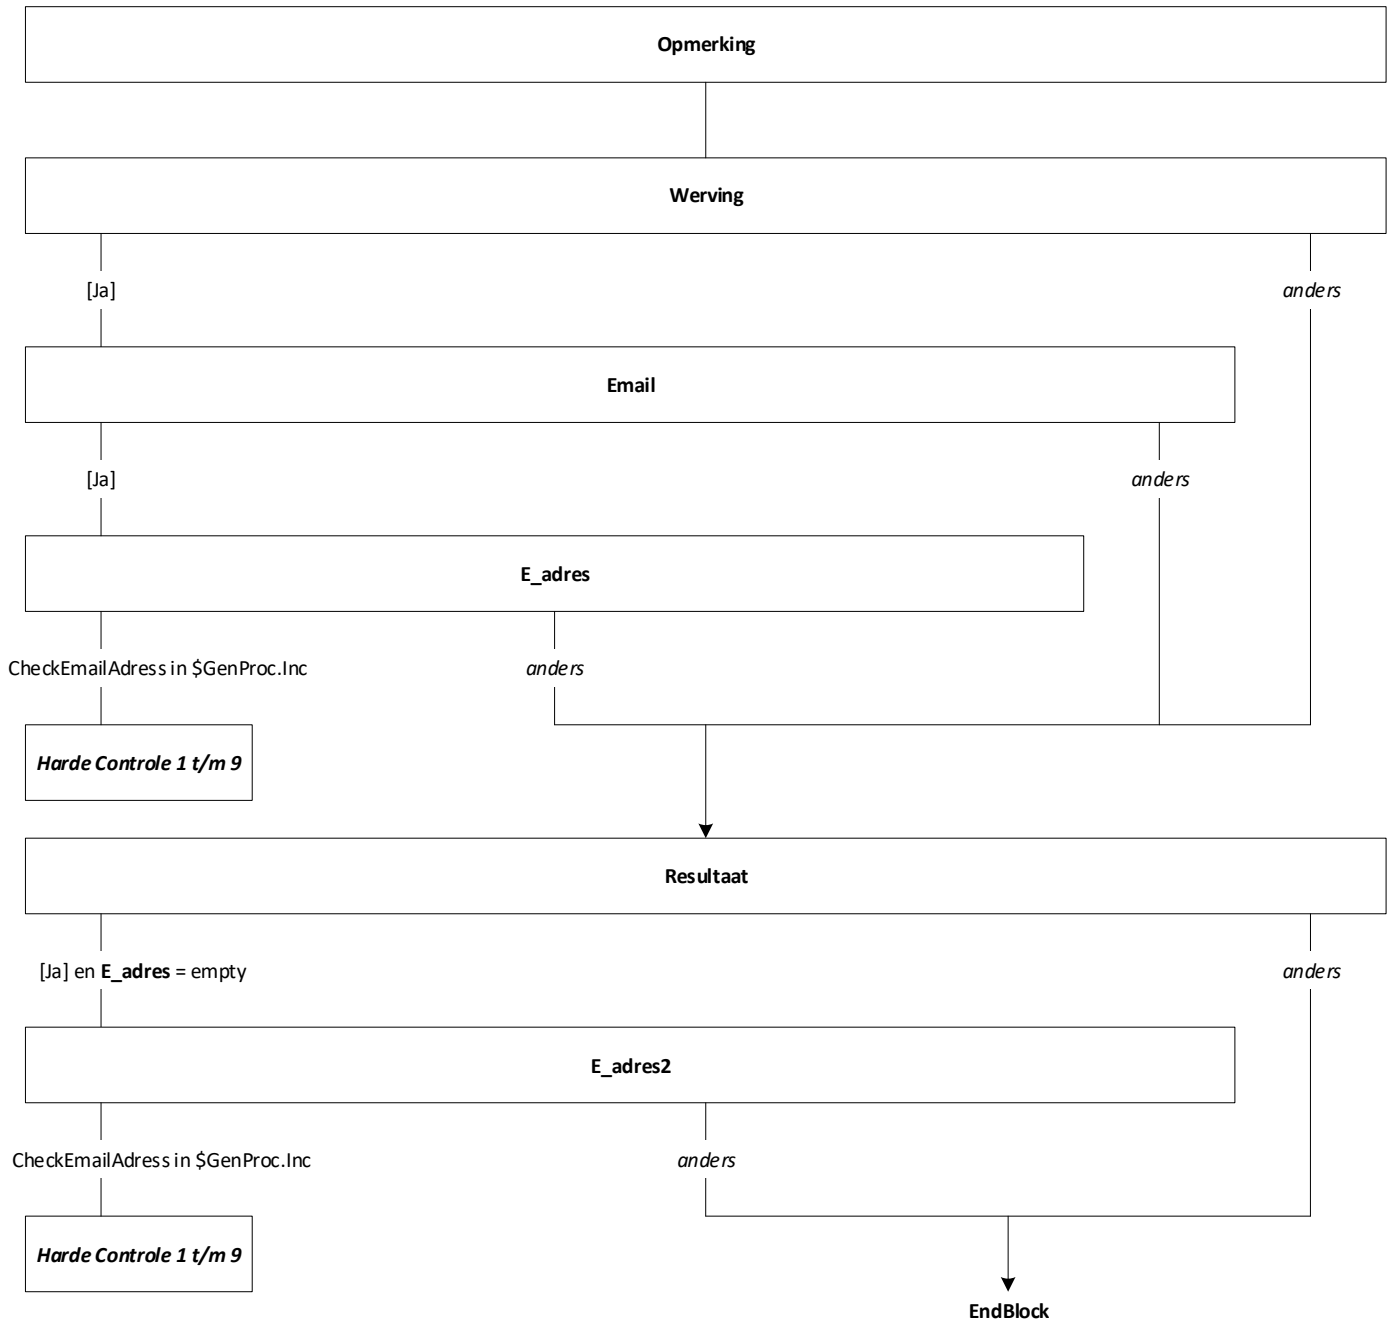 Opmerking
Werving
[Ja]
anders
Email
[Ja]
anders
E_adres
CheckEmailAdress in $GenProc.Inc
anders
Harde Controle 1 t/m 9
Resultaat
[Ja] en E_adres = empty
anders
E_adres2
CheckEmailAdress in $GenProc.Inc
anders
Harde Controle 1 t/m 9
EndBlock